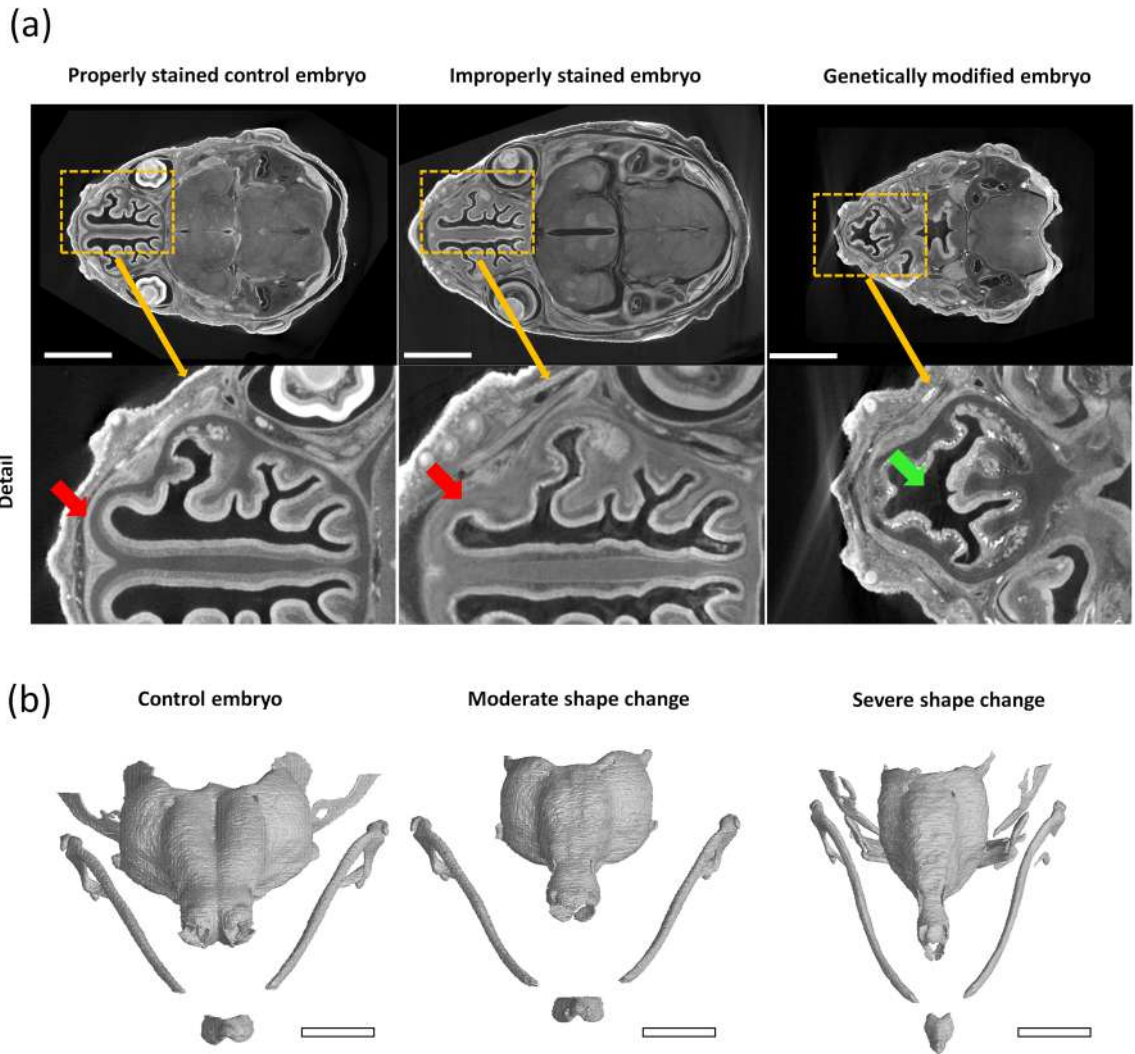 (a)
Properly stained control embryo
Improperly stained embryo
Genetically modified embryo
Detail
(b)
Control embryo
Moderate shape change
Severe shape change